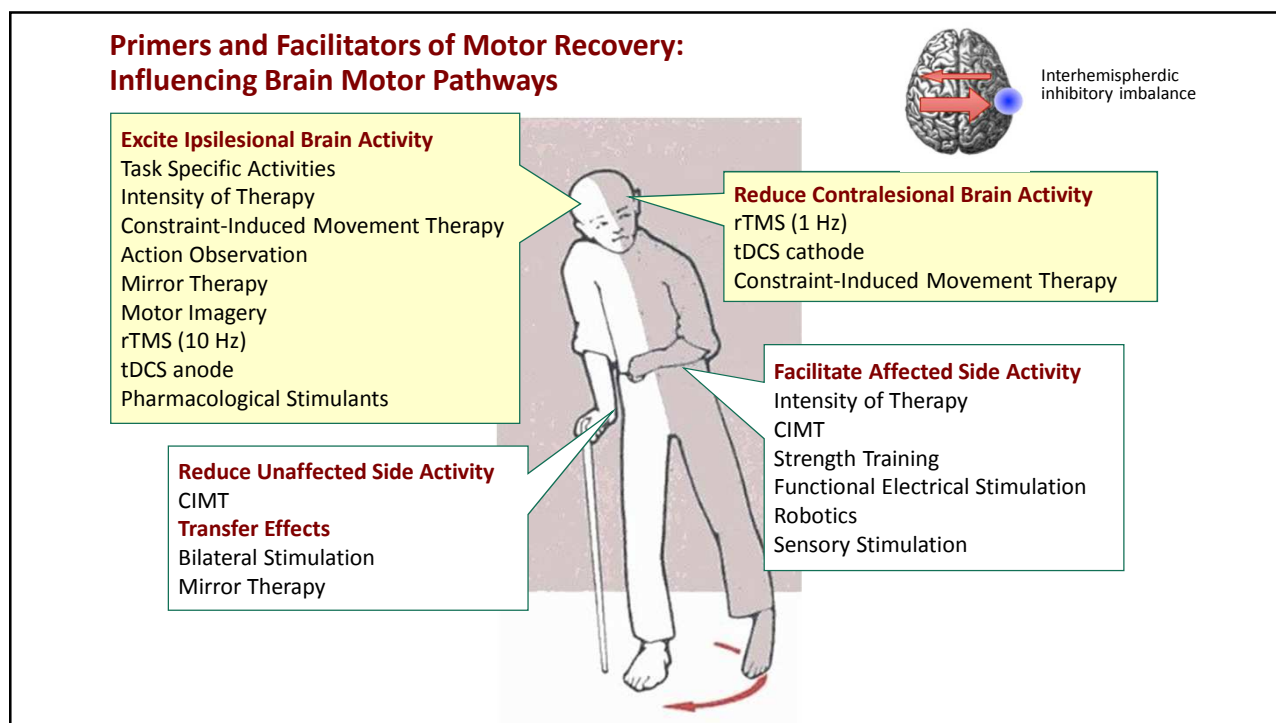 Primers and Facilitators of Motor Recovery:
Influencing Brain Motor Pathways
Interhemispherdic
inhibitory imbalance
Excite Ipsilesional Brain Activity
Task Specific Activities
Intensity of Therapy
Constraint-Induced Movement Therapy
Action Observation
Mirror Therapy
Motor Imagery
rTMS (10 Hz)
tDCS anode
Pharmacological Stimulants
Reduce Contralesional Brain Activity
rTMS (1 Hz)
tDCS cathode
Constraint-Induced Movement Therapy
Reduce Unaffected Side Activity
CIMT
Transfer Effects
Bilateral Stimulation
Mirror Therapy
Facilitate Affected Side Activity
Intensity of Therapy
CIMT
Strength Training
Functional Electrical Stimulation
Robotics
Sensory Stimulation